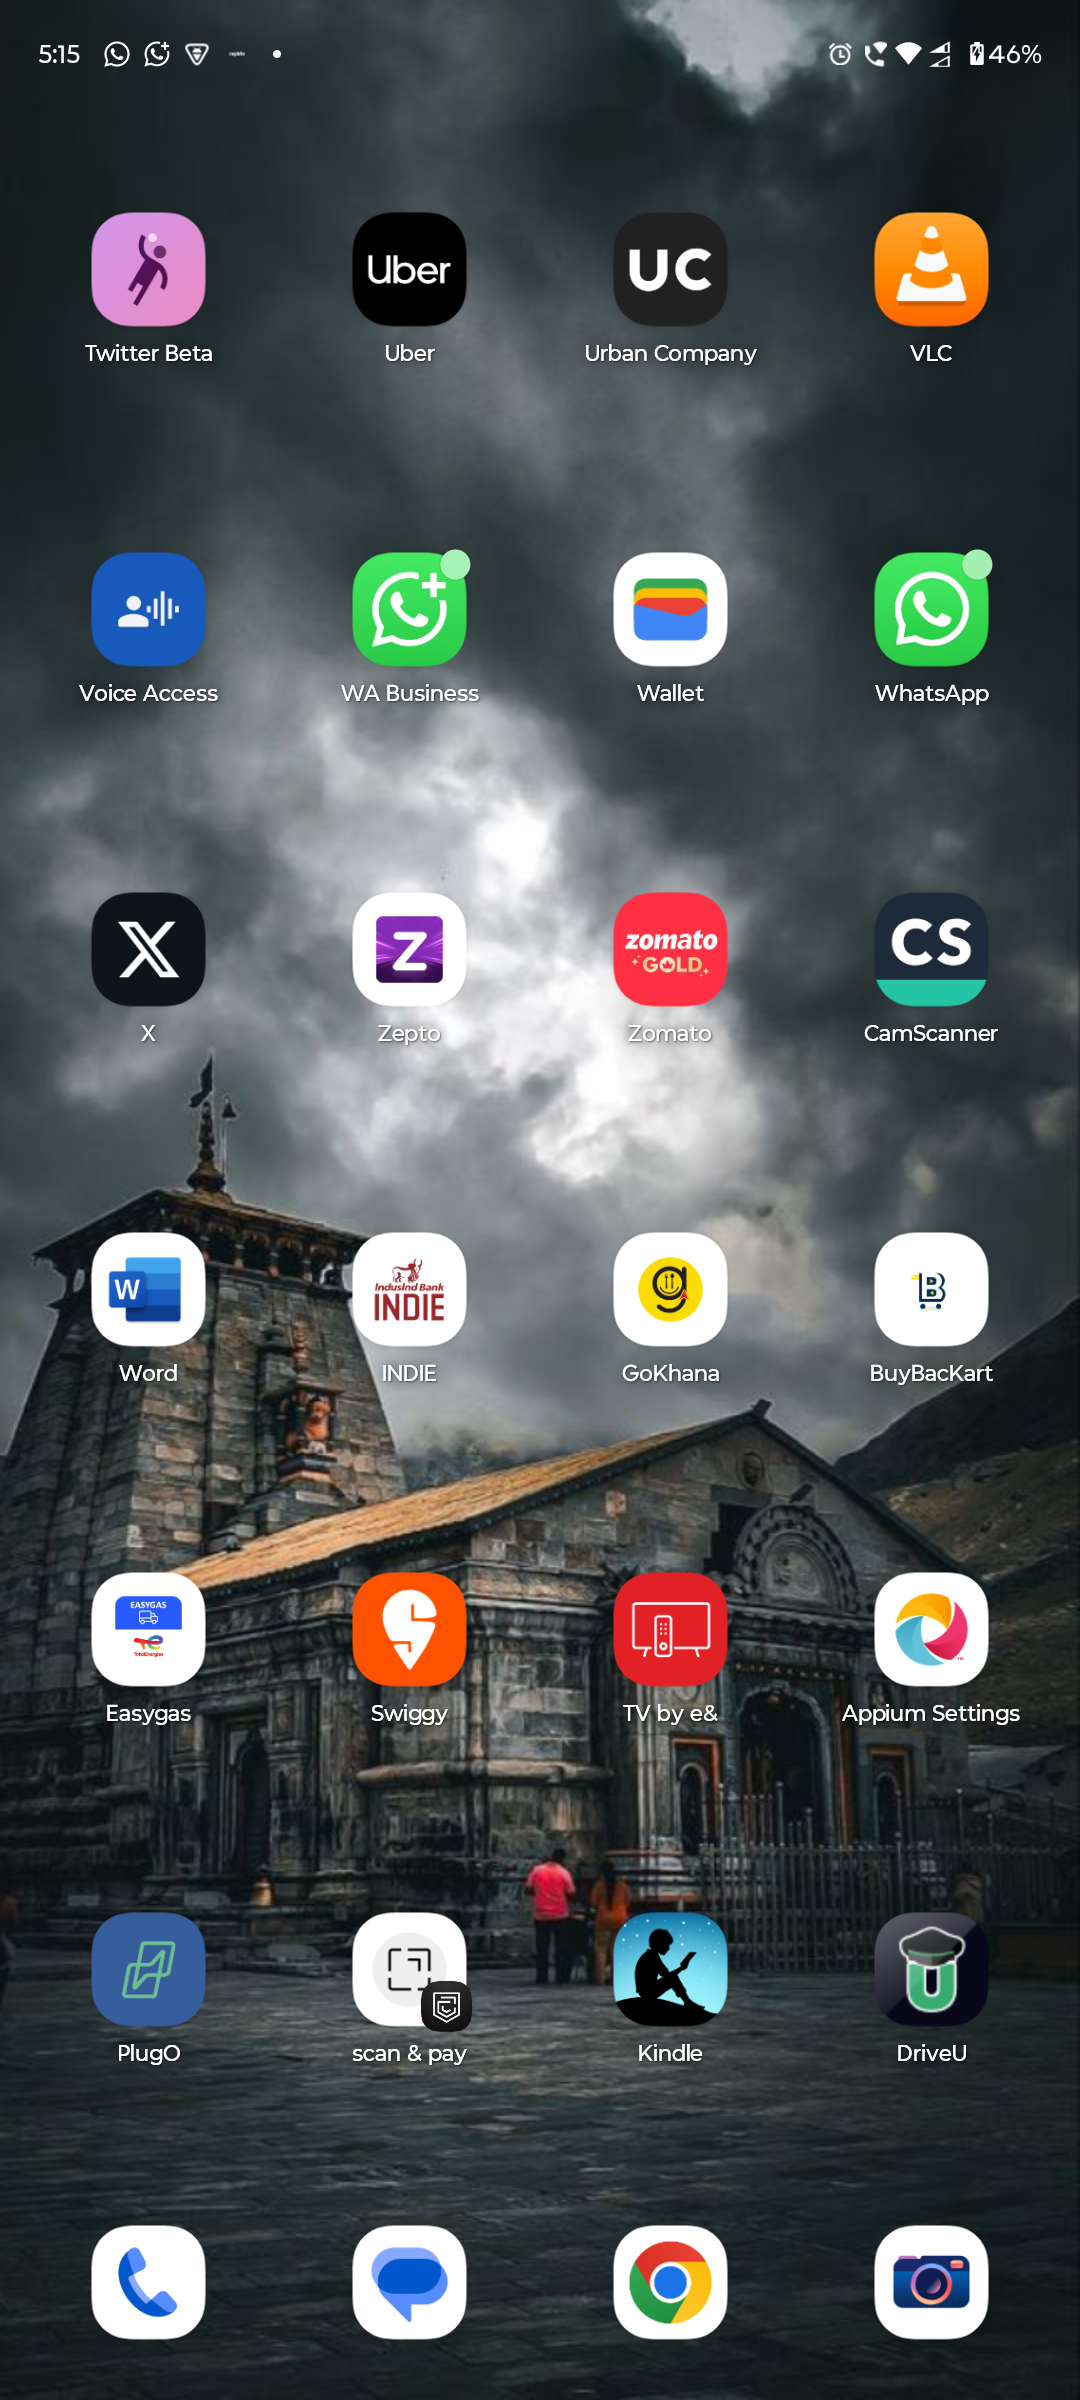 5:15 46%
Uber UC
Twitter Beta Uber Urban Company VLC
Voice Access WA Business Wallet WhatsApp
X Z zomato GOLD CS
X Zepto Zomato CamScanner
W IndusInd Bank INDIE g B
Word INDIE GoKhana BuyBacKart
EASYGAS TotalEnergies
Easygas Swiggy TV by e& Appium Settings
PlugO scan & pay Kindle DriveU